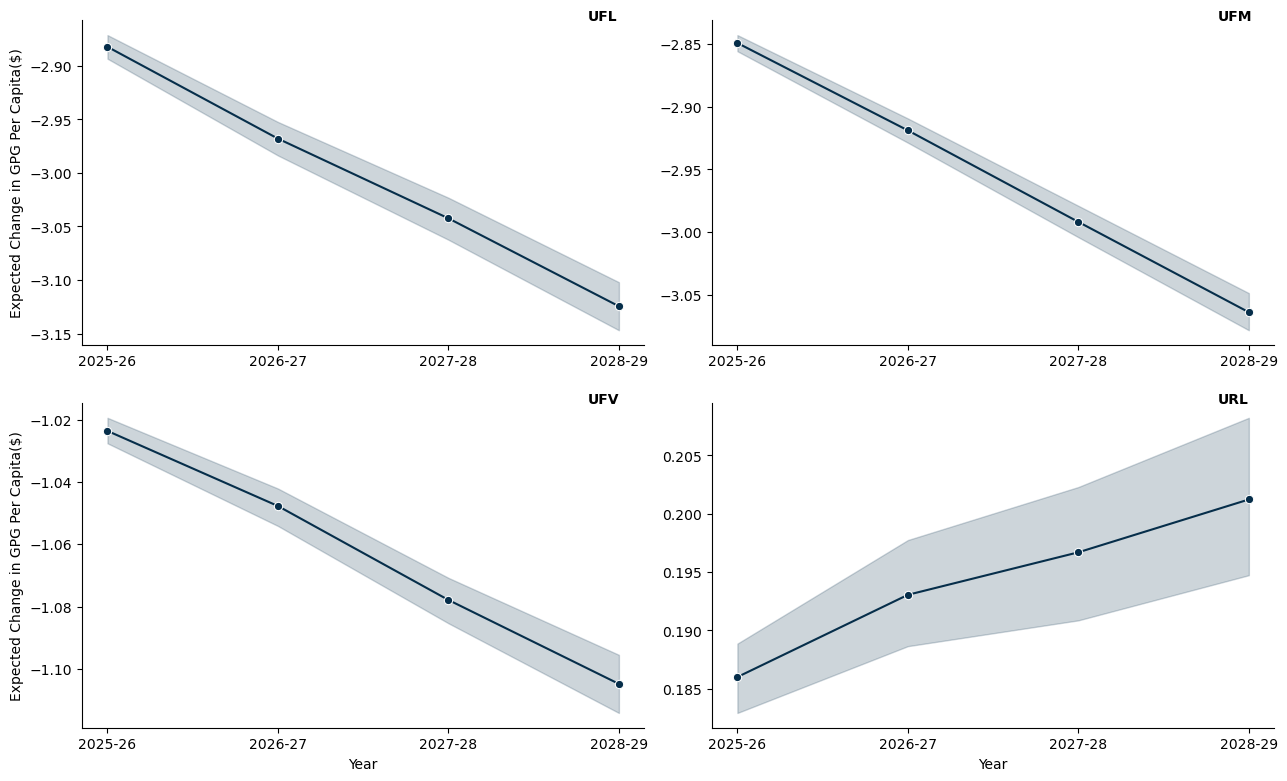 UFL
Expected Change in GPG Per Capita($)
−2.90
−2.95
−3.00
−3.05
−3.10
−3.15
2025-26 2026-27 2027-28 2028-29
UFM
−2.85
−2.90
−2.95
−3.00
−3.05
2025-26 2026-27 2027-28 2028-29
UFV
Expected Change in GPG Per Capita($)
−1.02
−1.04
−1.06
−1.08
−1.10
2025-26 2026-27 2027-28 2028-29
Year
URL
0.205
0.200
0.195
0.190
0.185
2025-26 2026-27 2027-28 2028-29
Year